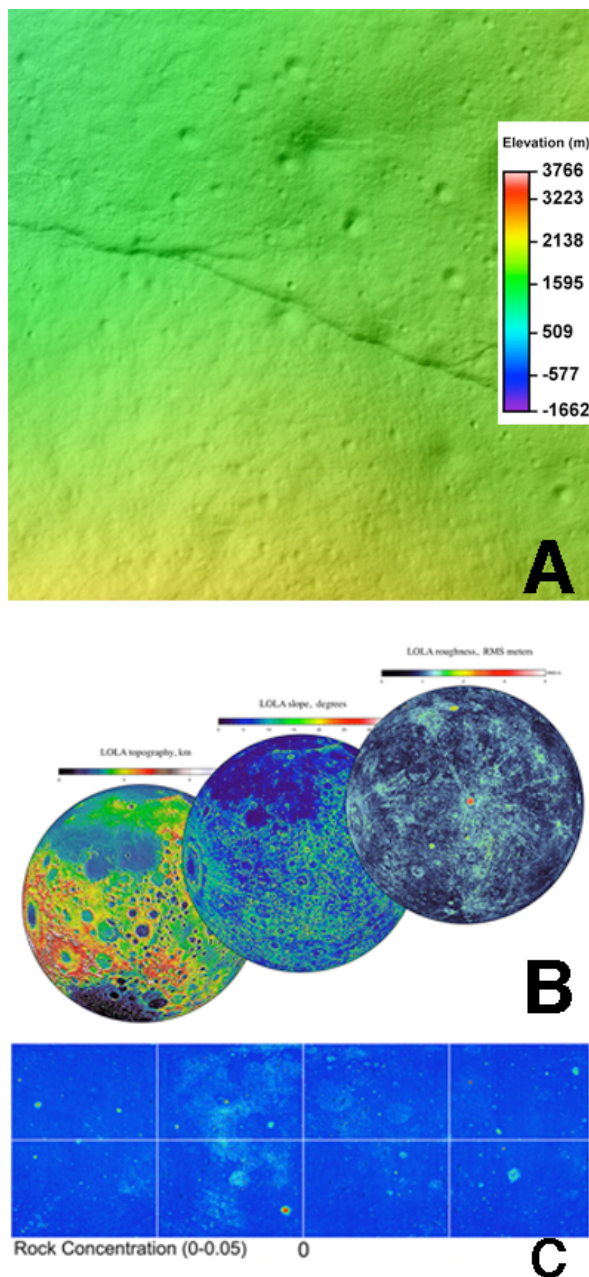 Elevation (m)
3766
3223
2138
1595
509
-577
-1662
A
LOLA roughness, RMS meters
LOLA slope, degrees
LOLA topography, km
B
Rock Concentration (0-0.05) 0
C